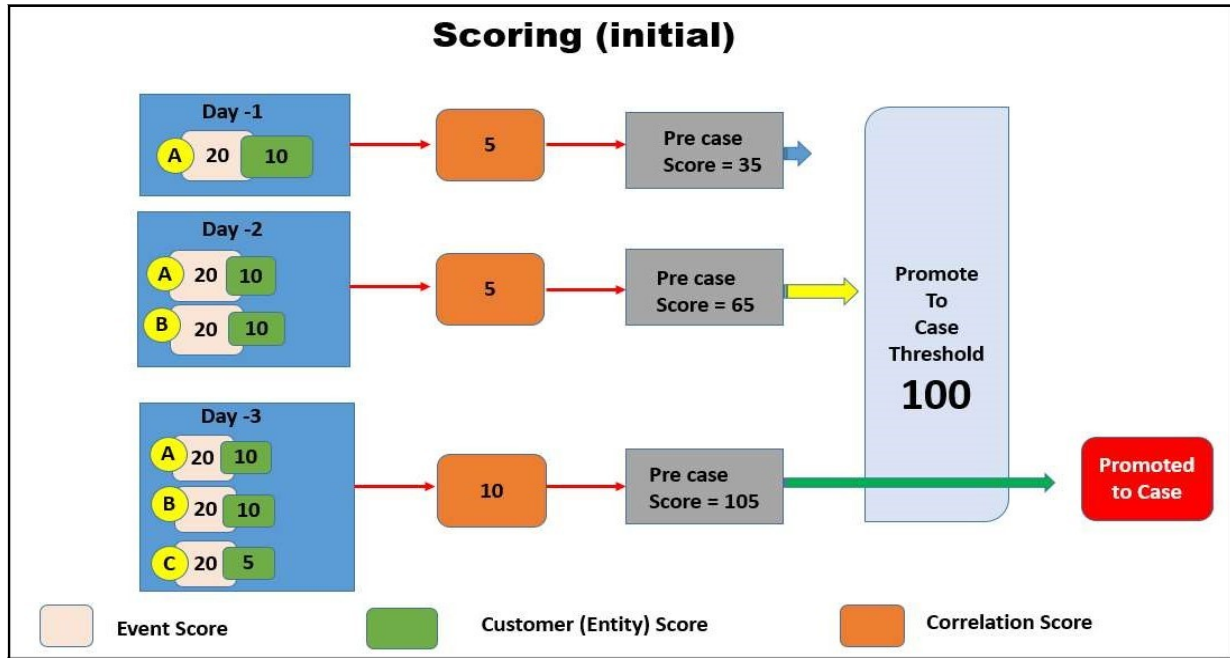 Scoring (initial)
Day -1
A 20 10
5
Pre case
Score = 35
Day -2
A 20 10
B 20 10
5
Pre case
Score = 65
Promote
To
Case
Threshold
100
Day -3
A 20 10
B 20 10
C 20 5
10
Pre case
Score = 105
Promoted
to Case
Event Score
Customer (Entity) Score
Correlation Score